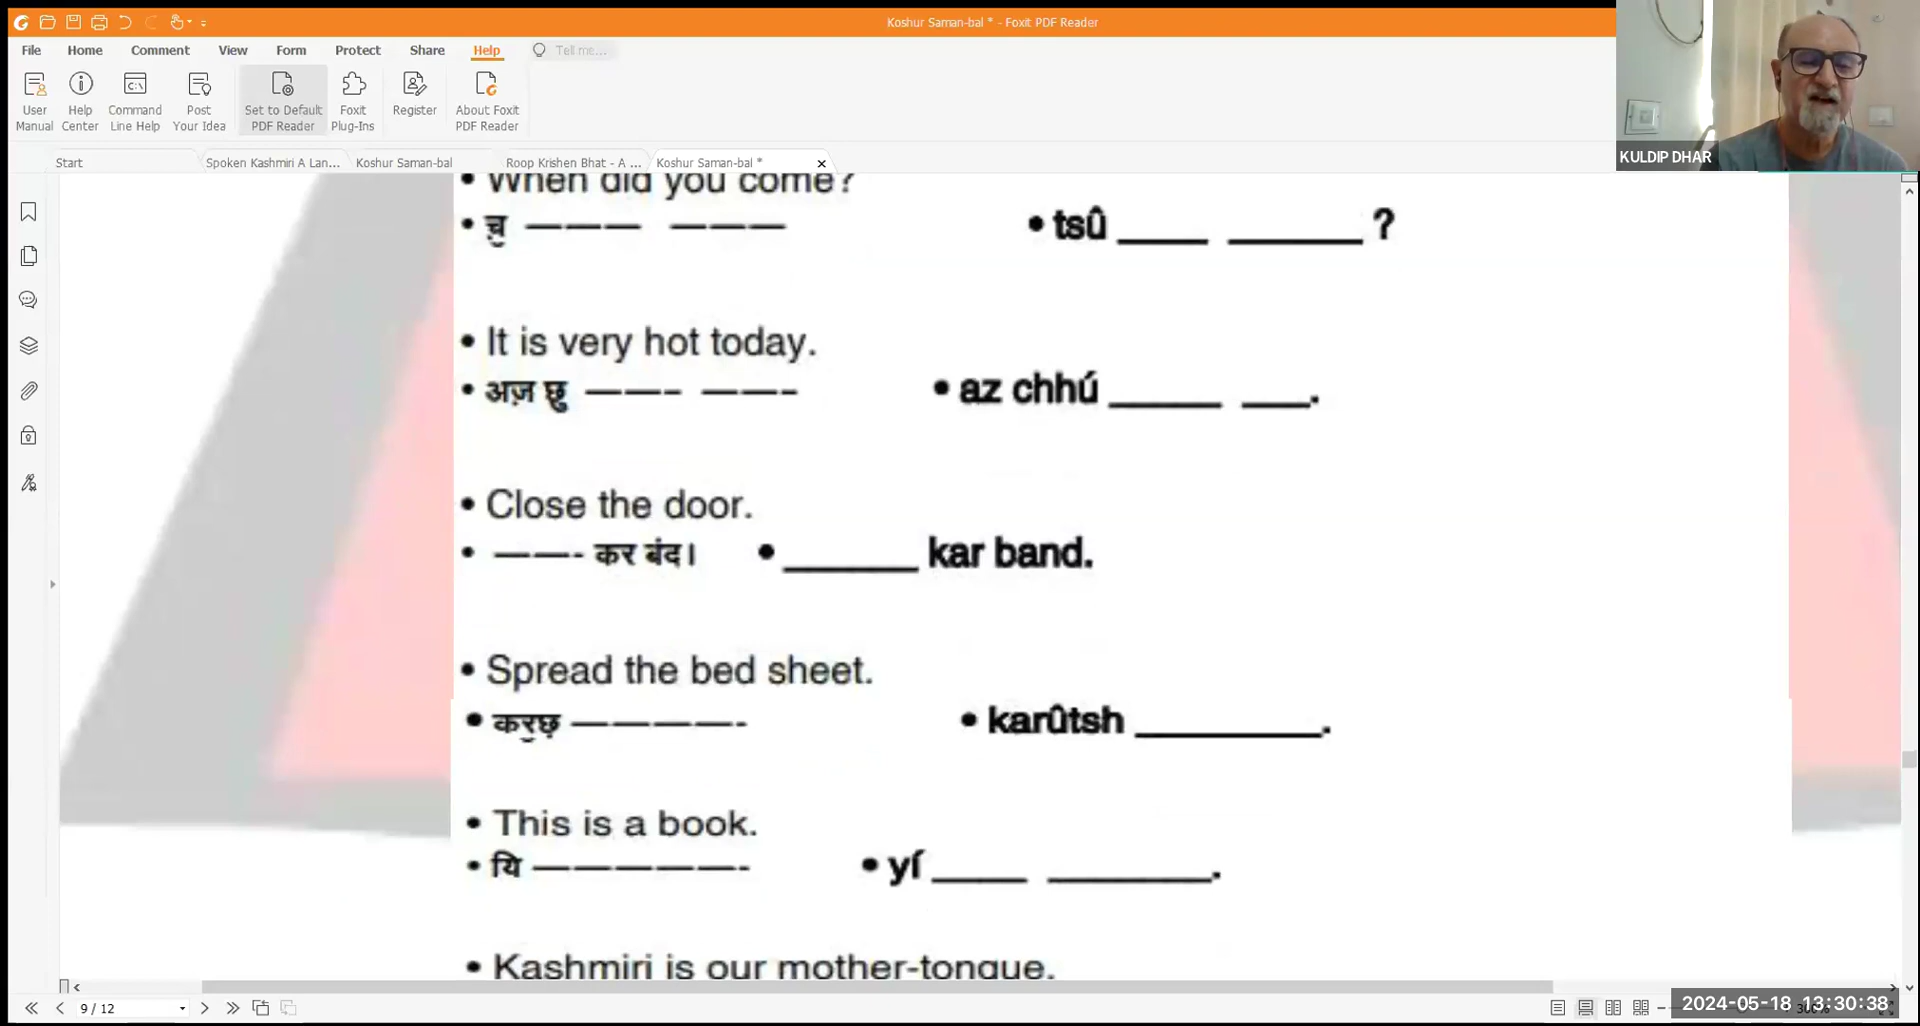 Koshur Saman-bal * - Foxit PDF Reader
File Home Comment View Form Protect Share Help Tell me...
User Manual
Help Center
Command Line Help
Post Your Idea
Set to Default PDF Reader
Foxit Plug-Ins
Register
About Foxit PDF Reader
KULDIP DHAR
Start Spoken Kashmiri A Lan... Koshur Saman-bal Roop Krishen Bhat - A ... Koshur Saman-bal *
• When did you come?
• चु़ ——— ——— • tsû ____ ______ ?
• It is very hot today.
• अज़ छु ——- ——- • az chhú _____ ___.
• Close the door.
• ——- कर बंद। • ______ kar band.
• Spread the bed sheet.
• करु़छ़ ————- • karûtsh ________.
• This is a book.
• यि —————- • yí ____ _______.
• Kashmiri is our mother-tongue.
9 / 12
2024-05-18 13:30:38